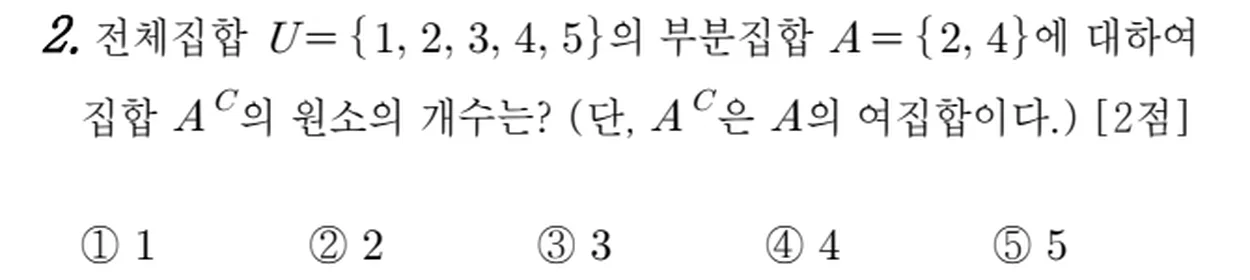 2. 전체집합 U={1, 2, 3, 4, 5}의 부분집합 A={2, 4}에 대하여
집합 A^C의 원소의 개수는? (단, A^C은 A의 여집합이다.) [2점]
① 1 ② 2 ③ 3 ④ 4 ⑤ 5